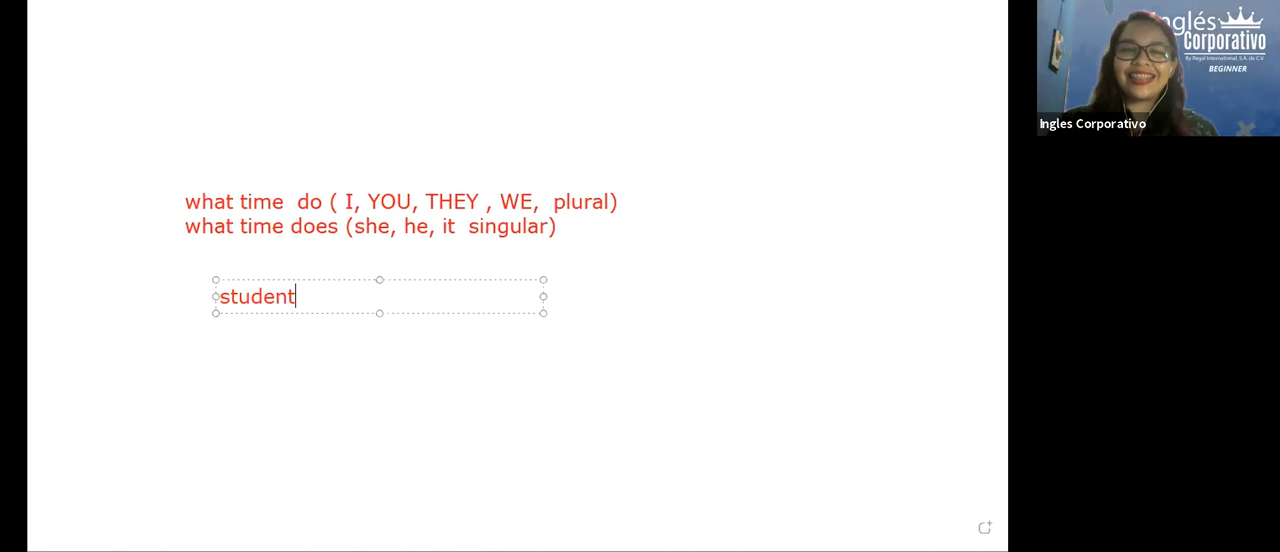 what time do ( I, YOU, THEY , WE, plural)
what time does (she, he, it singular)
student
Inglés
Corporativo
By Regal International, S.A. de C.V.
BEGINNER
Ingles Corporativo